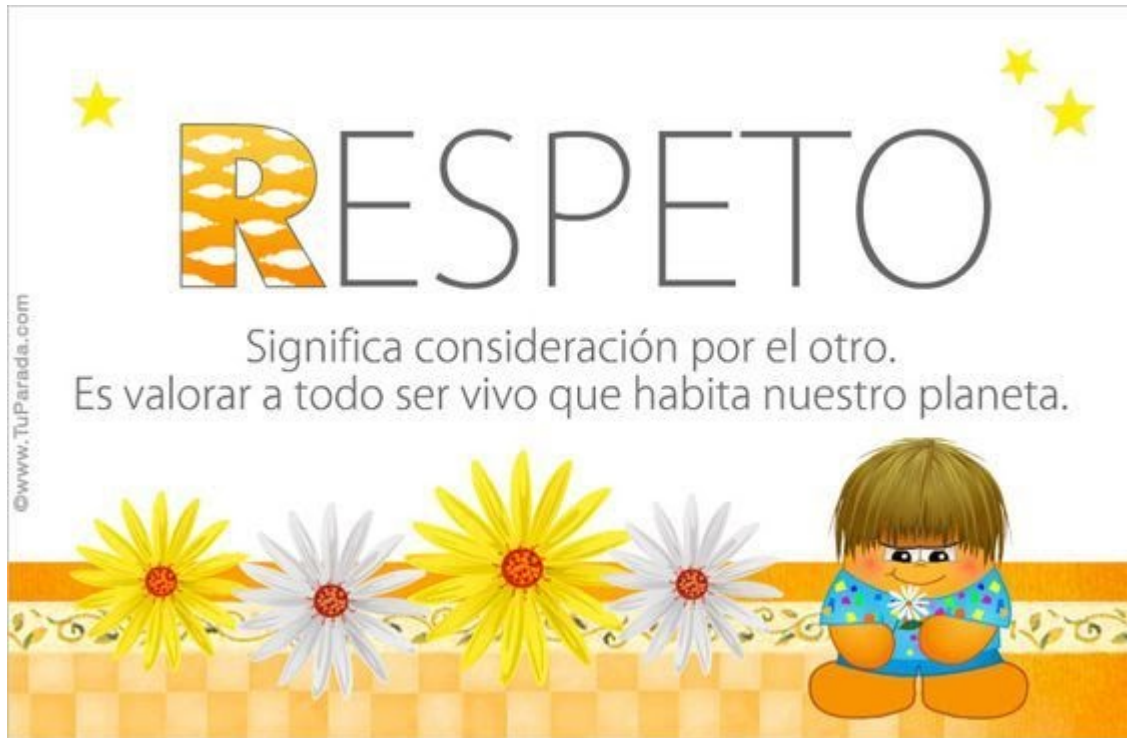 RESPETO
Significa consideración por el otro.
Es valorar a todo ser vivo que habita nuestro planeta.
©www.TuParada.com